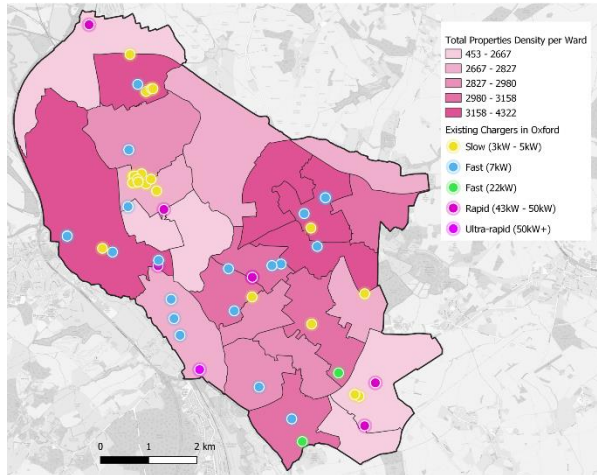 Total Properties Density per Ward
453 - 2667
2667 - 2827
2827 - 2980
2980 - 3158
3158 - 4322
Existing Chargers in Oxford
Slow (3kW - 5kW)
Fast (7kW)
Fast (22kW)
Rapid (43kW - 50kW)
Ultra-rapid (50kW+)
0 1 2 km